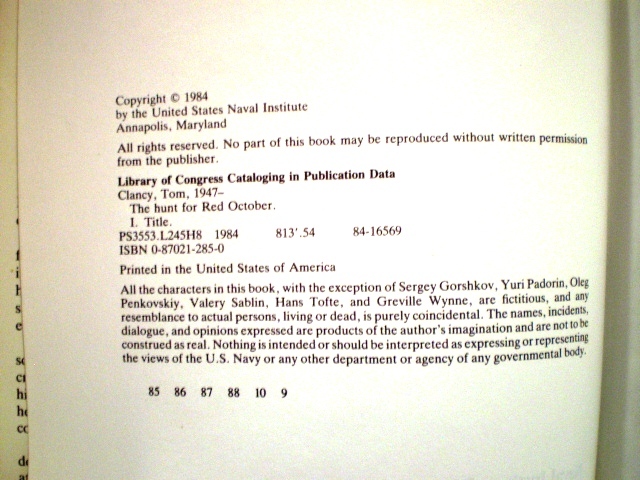 Copyright © 1984
by the United States Naval Institute
Annapolis, Maryland
All rights reserved. No part of this book may be reproduced without written permission
from the publisher.
Library of Congress Cataloging in Publication Data
Clancy, Tom, 1947–
The hunt for Red October.
I. Title.
PS3553.L245H8 1984 813'.54 84-16569
ISBN 0-87021-285-0
Printed in the United States of America
All the characters in this book, with the exception of Sergey Gorshkov, Yuri Padorin, Oleg
Penkovskiy, Valery Sablin, Hans Tofte, and Greville Wynne, are fictitious, and any
resemblance to actual persons, living or dead, is purely coincidental. The names, incidents,
dialogue, and opinions expressed are products of the author's imagination and are not to be
construed as real. Nothing is intended or should be interpreted as expressing or representing
the views of the U.S. Navy or any other department or agency of any governmental body.
85 86 87 88 10 9